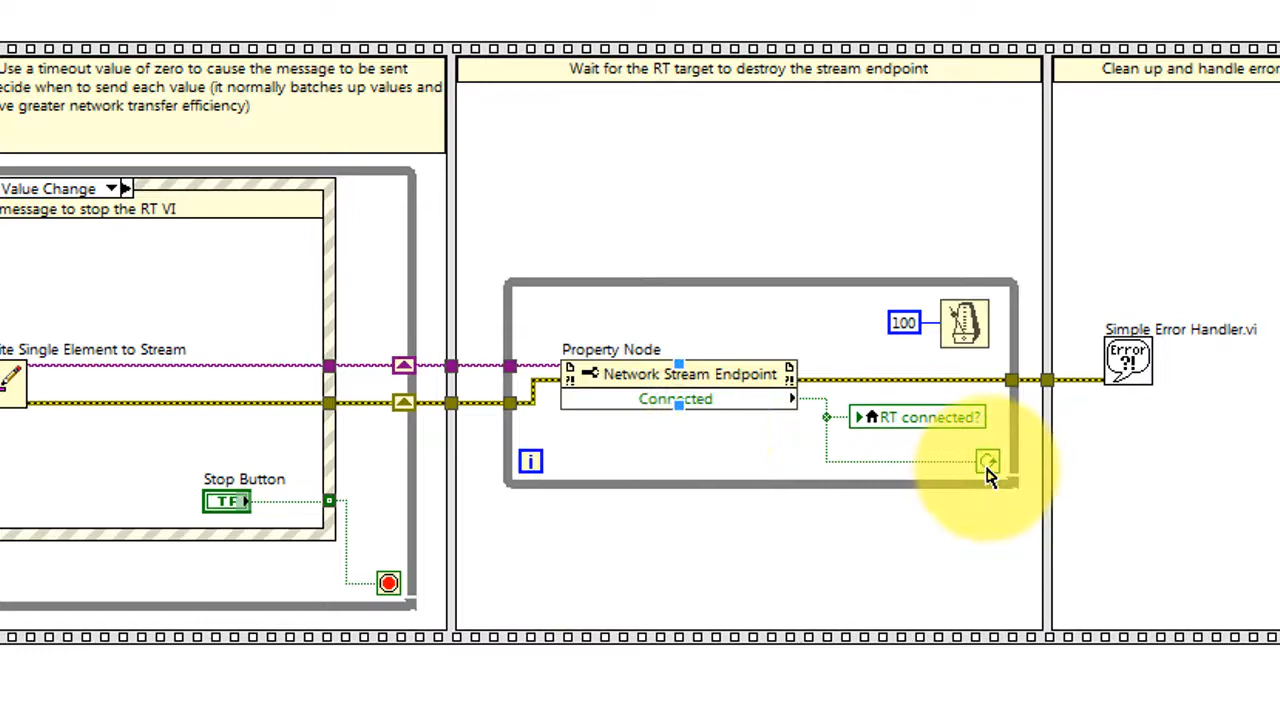 Use a timeout value of zero to cause the message to be sent
ecide when to send each value (it normally batches up values and
ve greater network transfer efficiency)
Wait for the RT target to destroy the stream endpoint
Clean up and handle error
Value Change
message to stop the RT VI
ite Single Element to Stream
Stop Button
TF
i
Property Node
Network Stream Endpoint
Connected
100
RT connected?
Simple Error Handler.vi
Error
?!